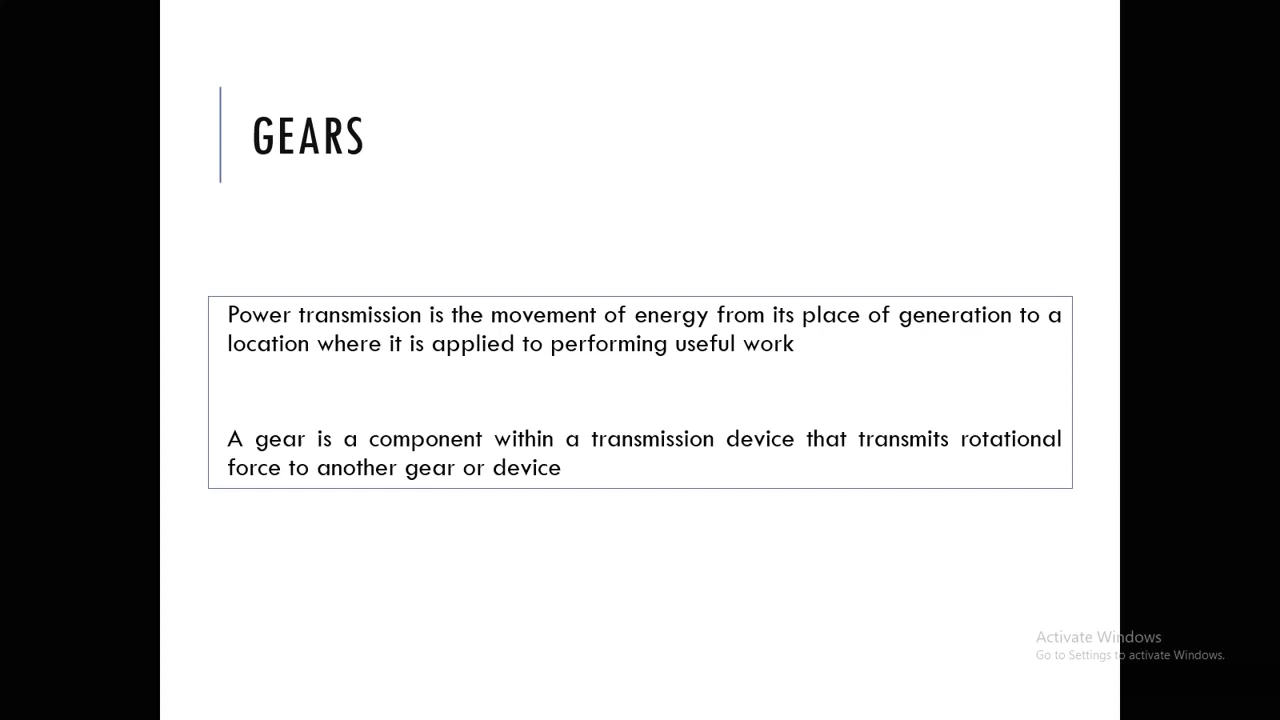 GEARS
Power transmission is the movement of energy from its place of generation to a
location where it is applied to performing useful work
A gear is a component within a transmission device that transmits rotational
force to another gear or device
Activate Windows
Go to Settings to activate Windows.